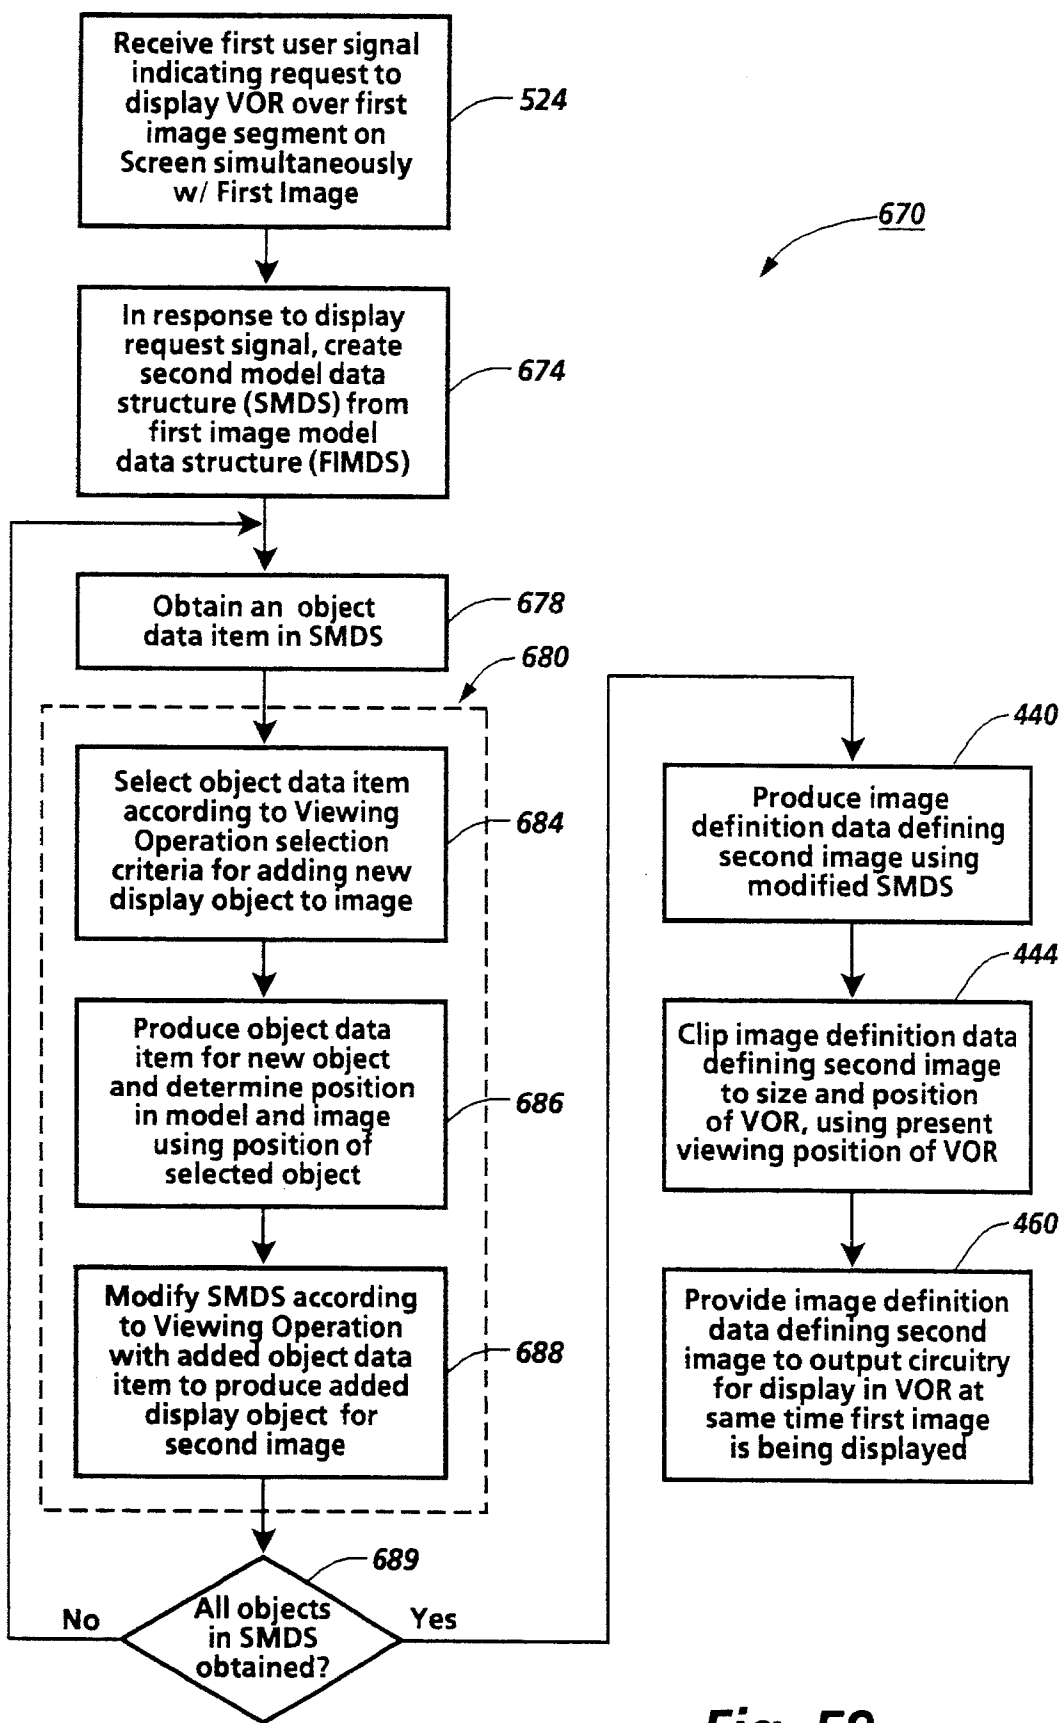 Receive first user signal
indicating request to
display VOR over first
image segment on
Screen simultaneously
w/ First Image
524
670
In response to display
request signal, create
second model data
structure (SMDS) from
first image model
data structure (FIMDS)
674
Obtain an object
data item in SMDS
678
680
Select object data item
according to Viewing
Operation selection
criteria for adding new
display object to image
684
Produce object data
item for new object
and determine position
in model and image
using position of
selected object
686
Modify SMDS according
to Viewing Operation
with added object data
item to produce added
display object for
second image
688
689
All objects
in SMDS
obtained?
No
Yes
440
Produce image
definition data defining
second image using
modified SMDS
444
Clip image definition data
defining second image
to size and position
of VOR, using present
viewing position of VOR
460
Provide image definition
data defining second
image to output circuitry
for display in VOR at
same time first image
is being displayed